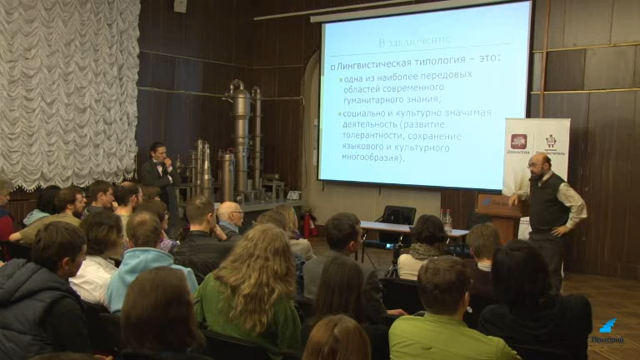 В заключение
Лингвистическая типология – это:
одна из наиболее передовых
областей современного
гуманитарного знания;
социально и культурно значимая
деятельность (развитие
толерантности, сохранение
языкового и культурного
многообразия).